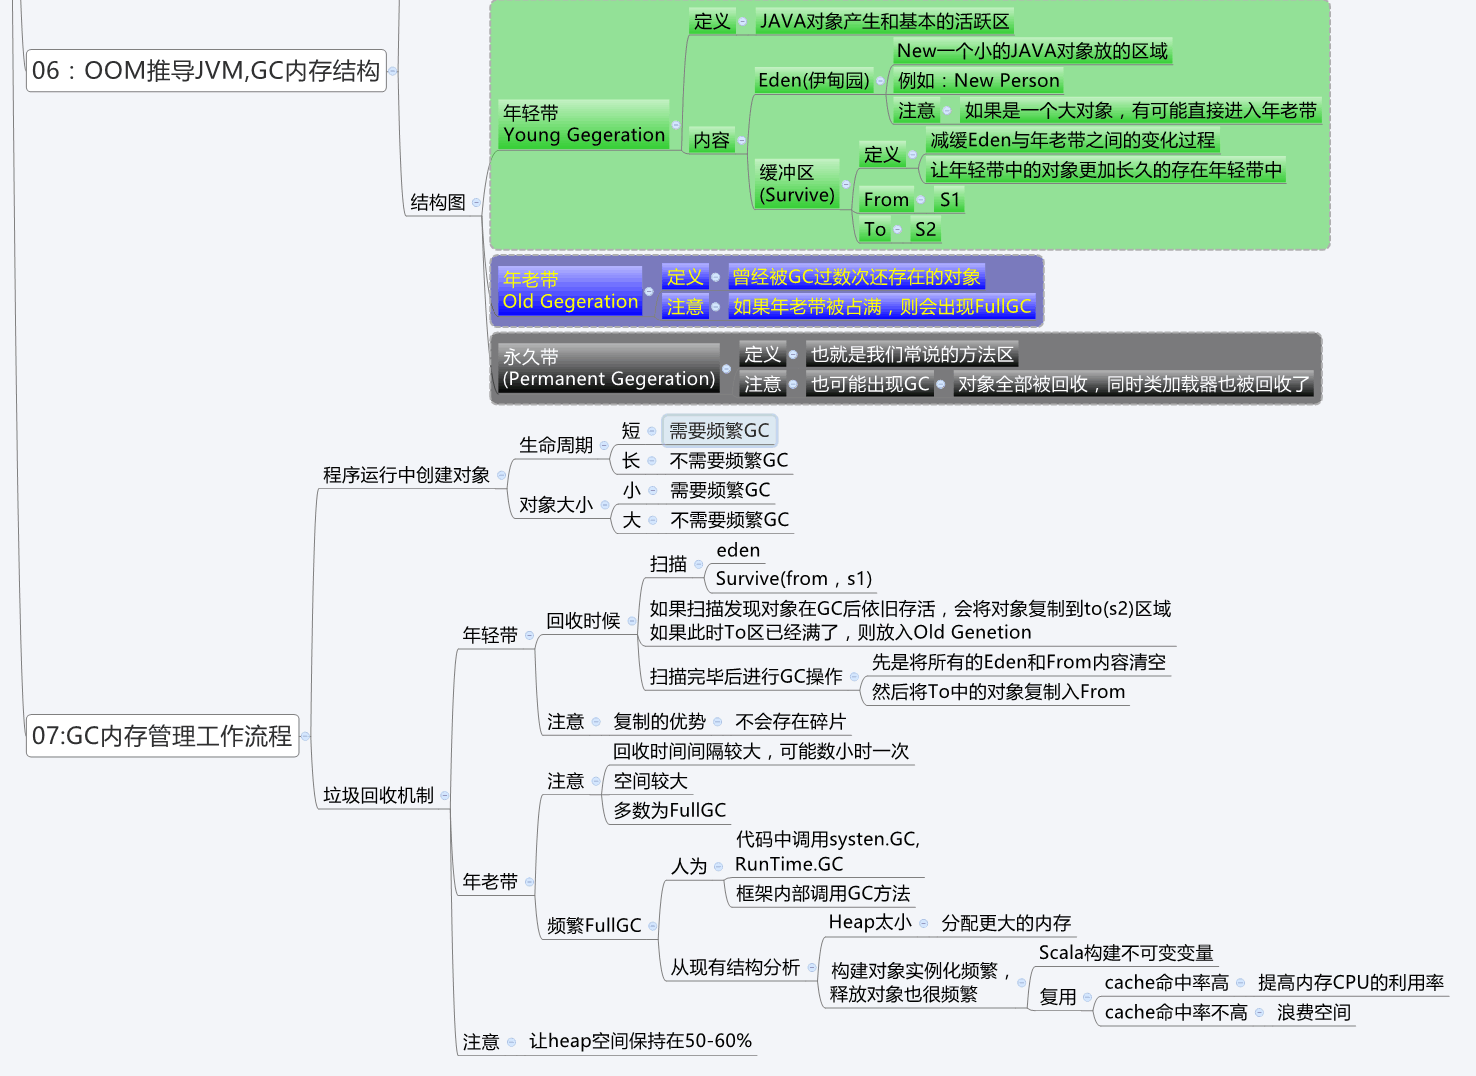 06：OOM推导JVM,GC内存结构
结构图
年轻带
Young Gegeration
定义
JAVA对象产生和基本的活跃区
内容
Eden(伊甸园)
New一个小的JAVA对象放的区域
例如：New Person
注意
如果是一个大对象，有可能直接进入年老带
缓冲区
(Survive)
定义
减缓Eden与年老带之间的变化过程
让年轻带中的对象更加长久的存在年轻带中
From
S1
To
S2
年老带
Old Gegeration
定义
曾经被GC过数次还存在的对象
注意
如果年老带被占满，则会出现FullGC
永久带
(Permanent Gegeration)
定义
也就是我们常说的方法区
注意
也可能出现GC
对象全部被回收，同时类加载器也被回收了
07:GC内存管理工作流程
程序运行中创建对象
生命周期
短
需要频繁GC
长
不需要频繁GC
对象大小
小
需要频繁GC
大
不需要频繁GC
垃圾回收机制
年轻带
回收时候
扫描
eden
Survive(from，s1)
如果扫描发现对象在GC后依旧存活，会将对象复制到to(s2)区域
如果此时To区已经满了，则放入Old Genetion
扫描完毕后进行GC操作
先是将所有的Eden和From内容清空
然后将To中的对象复制入From
注意
复制的优势
不会存在碎片
年老带
注意
回收时间间隔较大，可能数小时一次
空间较大
多数为FullGC
频繁FullGC
人为
代码中调用systen.GC,
RunTime.GC
框架内部调用GC方法
从现有结构分析
Heap太小
分配更大的内存
构建对象实例化频繁，
释放对象也很频繁
Scala构建不可变变量
复用
cache命中率高
提高内存CPU的利用率
cache命中率不高
浪费空间
注意
让heap空间保持在50-60%